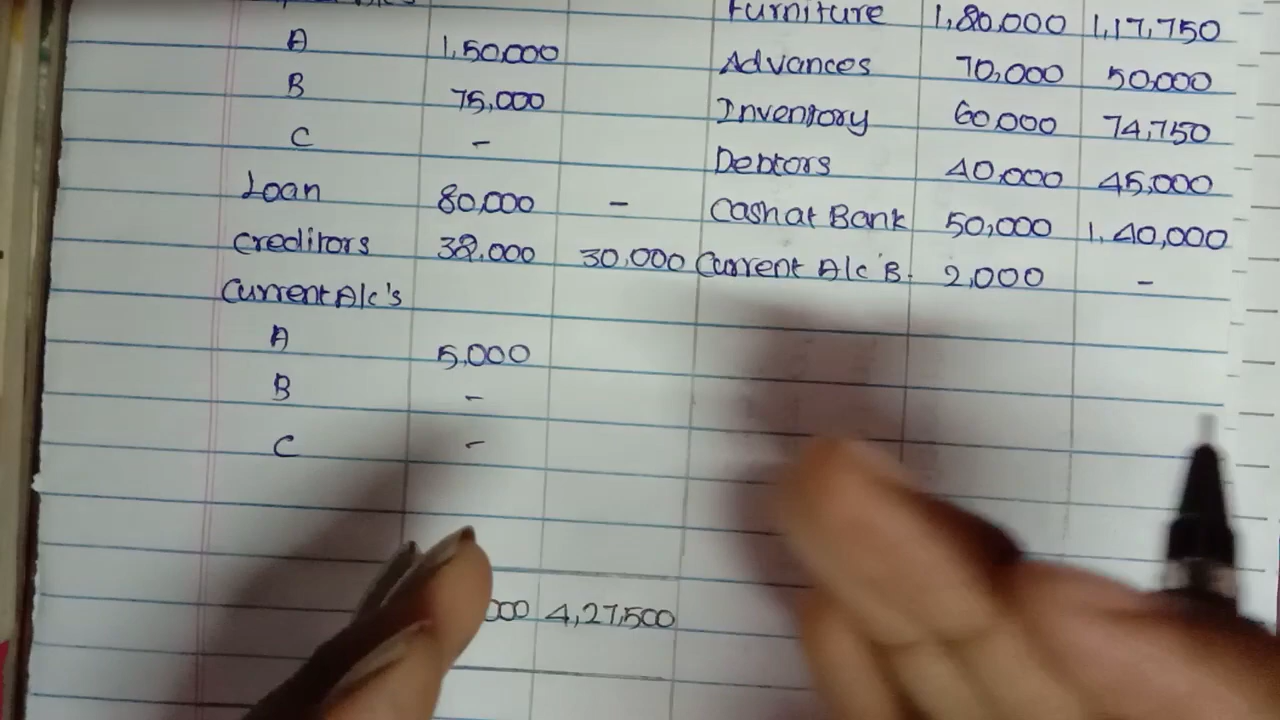 Furniture 1,80,000 1,17,750
A 1,50,000 Advances 70,000 50,000
B 75,000 Inventory 60,000 74,750
C - Debtors 40,000 45,000
Loan 80,000 - Cash at Bank 50,000 1,40,000
Creditors 38,000 30,000 Current A/c B. 2,000 -
Current A/c's
A 5,000
B -
C -
000 4,27,500